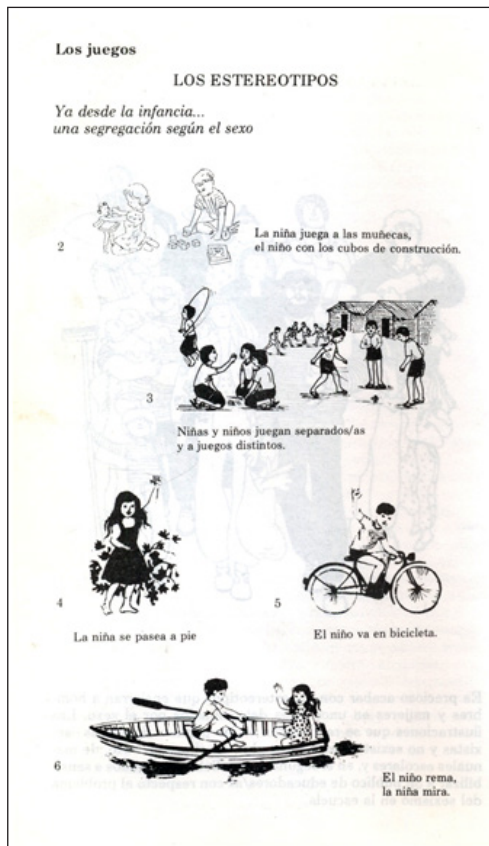 Los juegos
LOS ESTEREOTIPOS
Ya desde la infancia...
una segregación según el sexo
2
La niña juega a las muñecas,
el niño con los cubos de construcción.
3
Niñas y niños juegan separados/as
y a juegos distintos.
4
La niña se pasea a pie
5
El niño va en bicicleta.
6
El niño rema,
la niña mira.